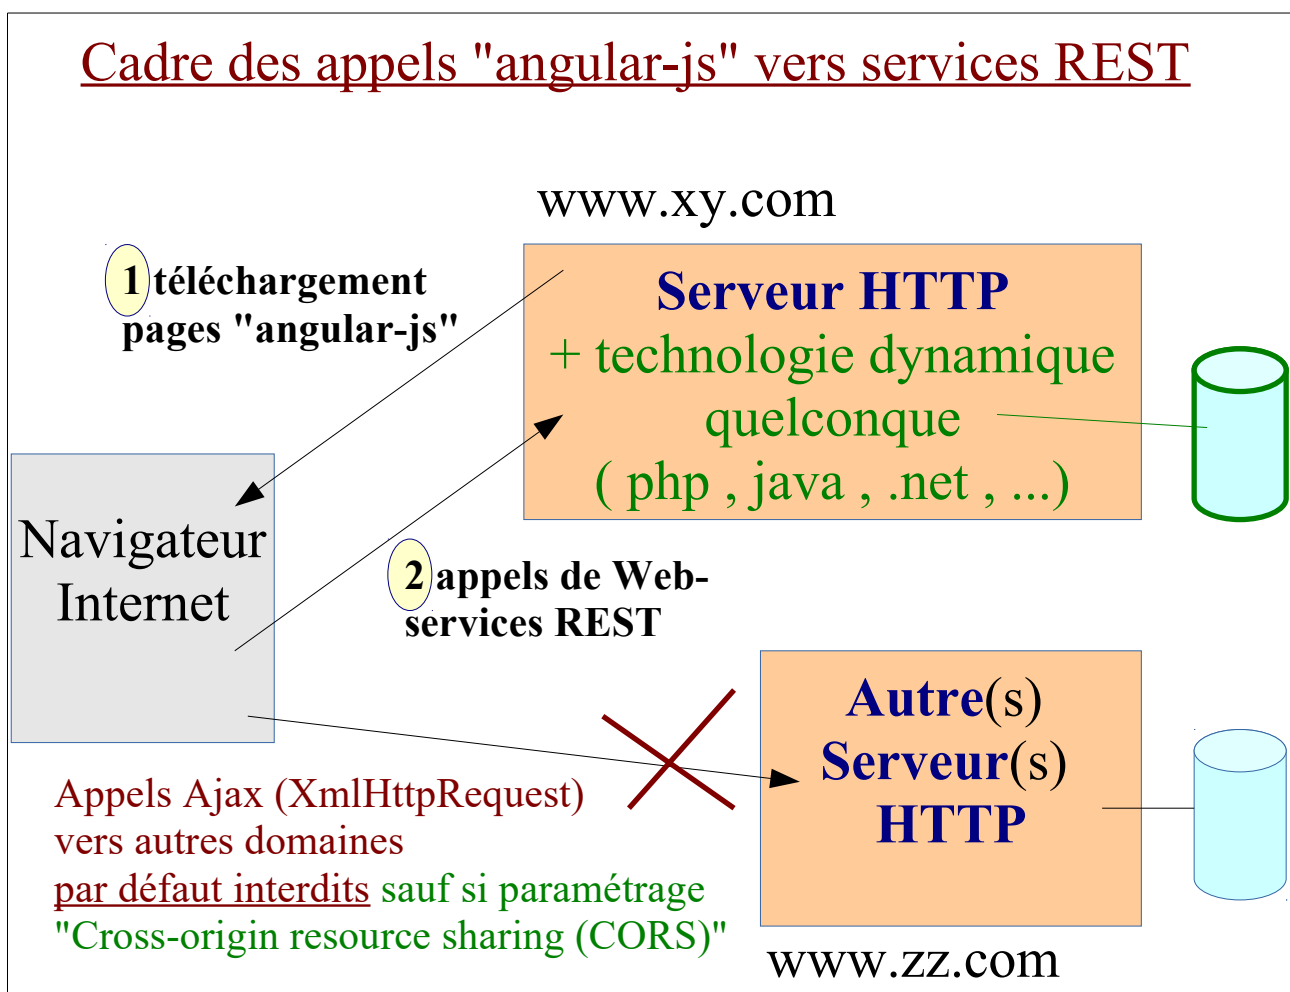 Cadre des appels "angular-js" vers services REST
www.xy.com
1 téléchargement
pages "angular-js"
Serveur HTTP
+ technologie dynamique
quelconque
( php , java , .net , ...)
Navigateur
Internet
2 appels de Web-
services REST
Autre(s)
Serveur(s)
HTTP
Appels Ajax (XmlHttpRequest)
vers autres domaines
par défaut interdits sauf si paramétrage
"Cross-origin resource sharing (CORS)"
www.zz.com